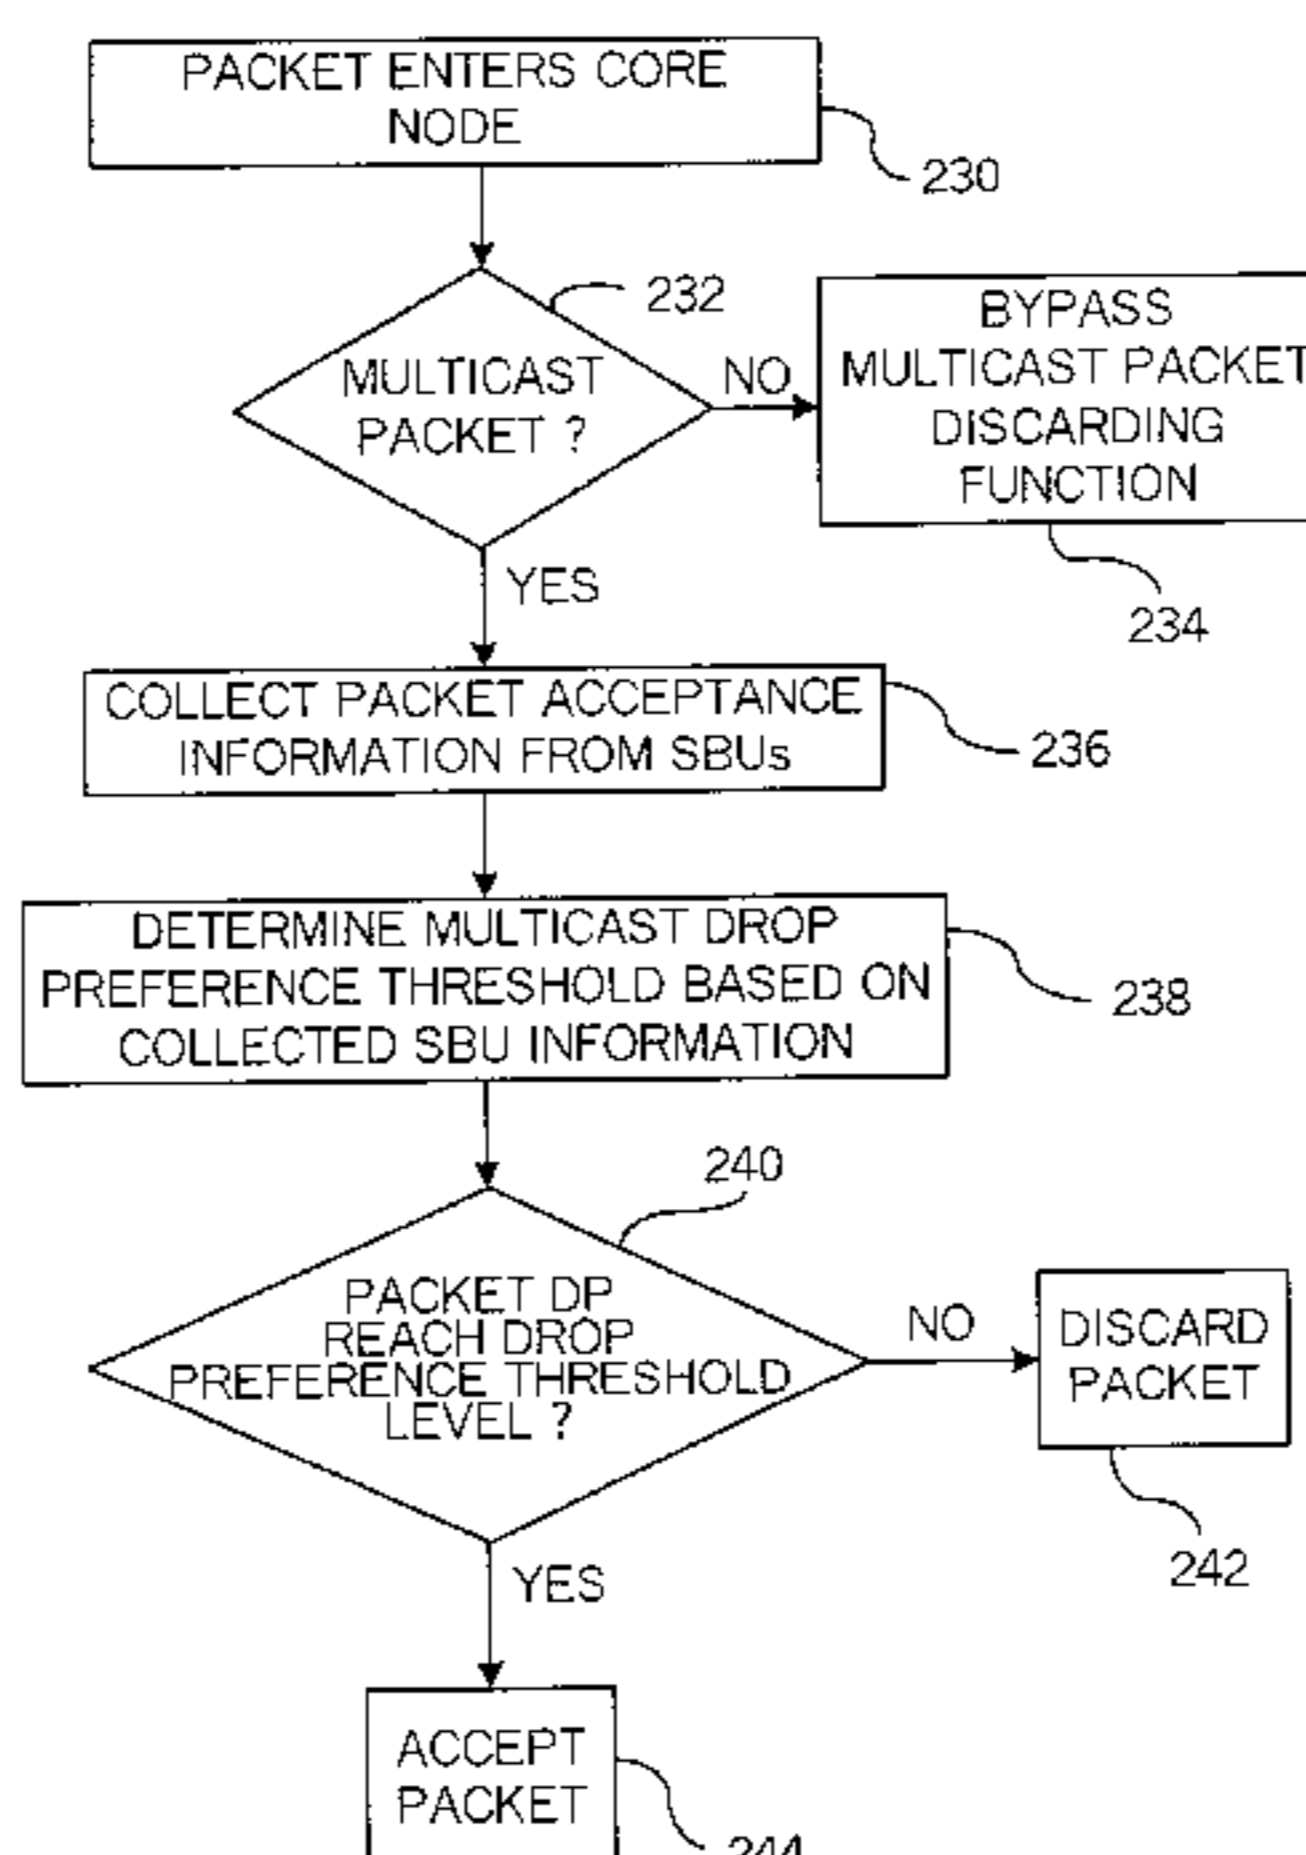 PACKET ENTERS CORE
NODE
230
232
MULTICAST
PACKET ?
NO
BYPASS
MULTICAST PACKET
DISCARDING
FUNCTION
234
YES
COLLECT PACKET ACCEPTANCE
INFORMATION FROM SBUs
236
DETERMINE MULTICAST DROP
PREFERENCE THRESHOLD BASED ON
COLLECTED SBU INFORMATION
238
240
PACKET DP
REACH DROP
PREFERENCE THRESHOLD
LEVEL ?
NO
DISCARD
PACKET
242
YES
ACCEPT
PACKET
244